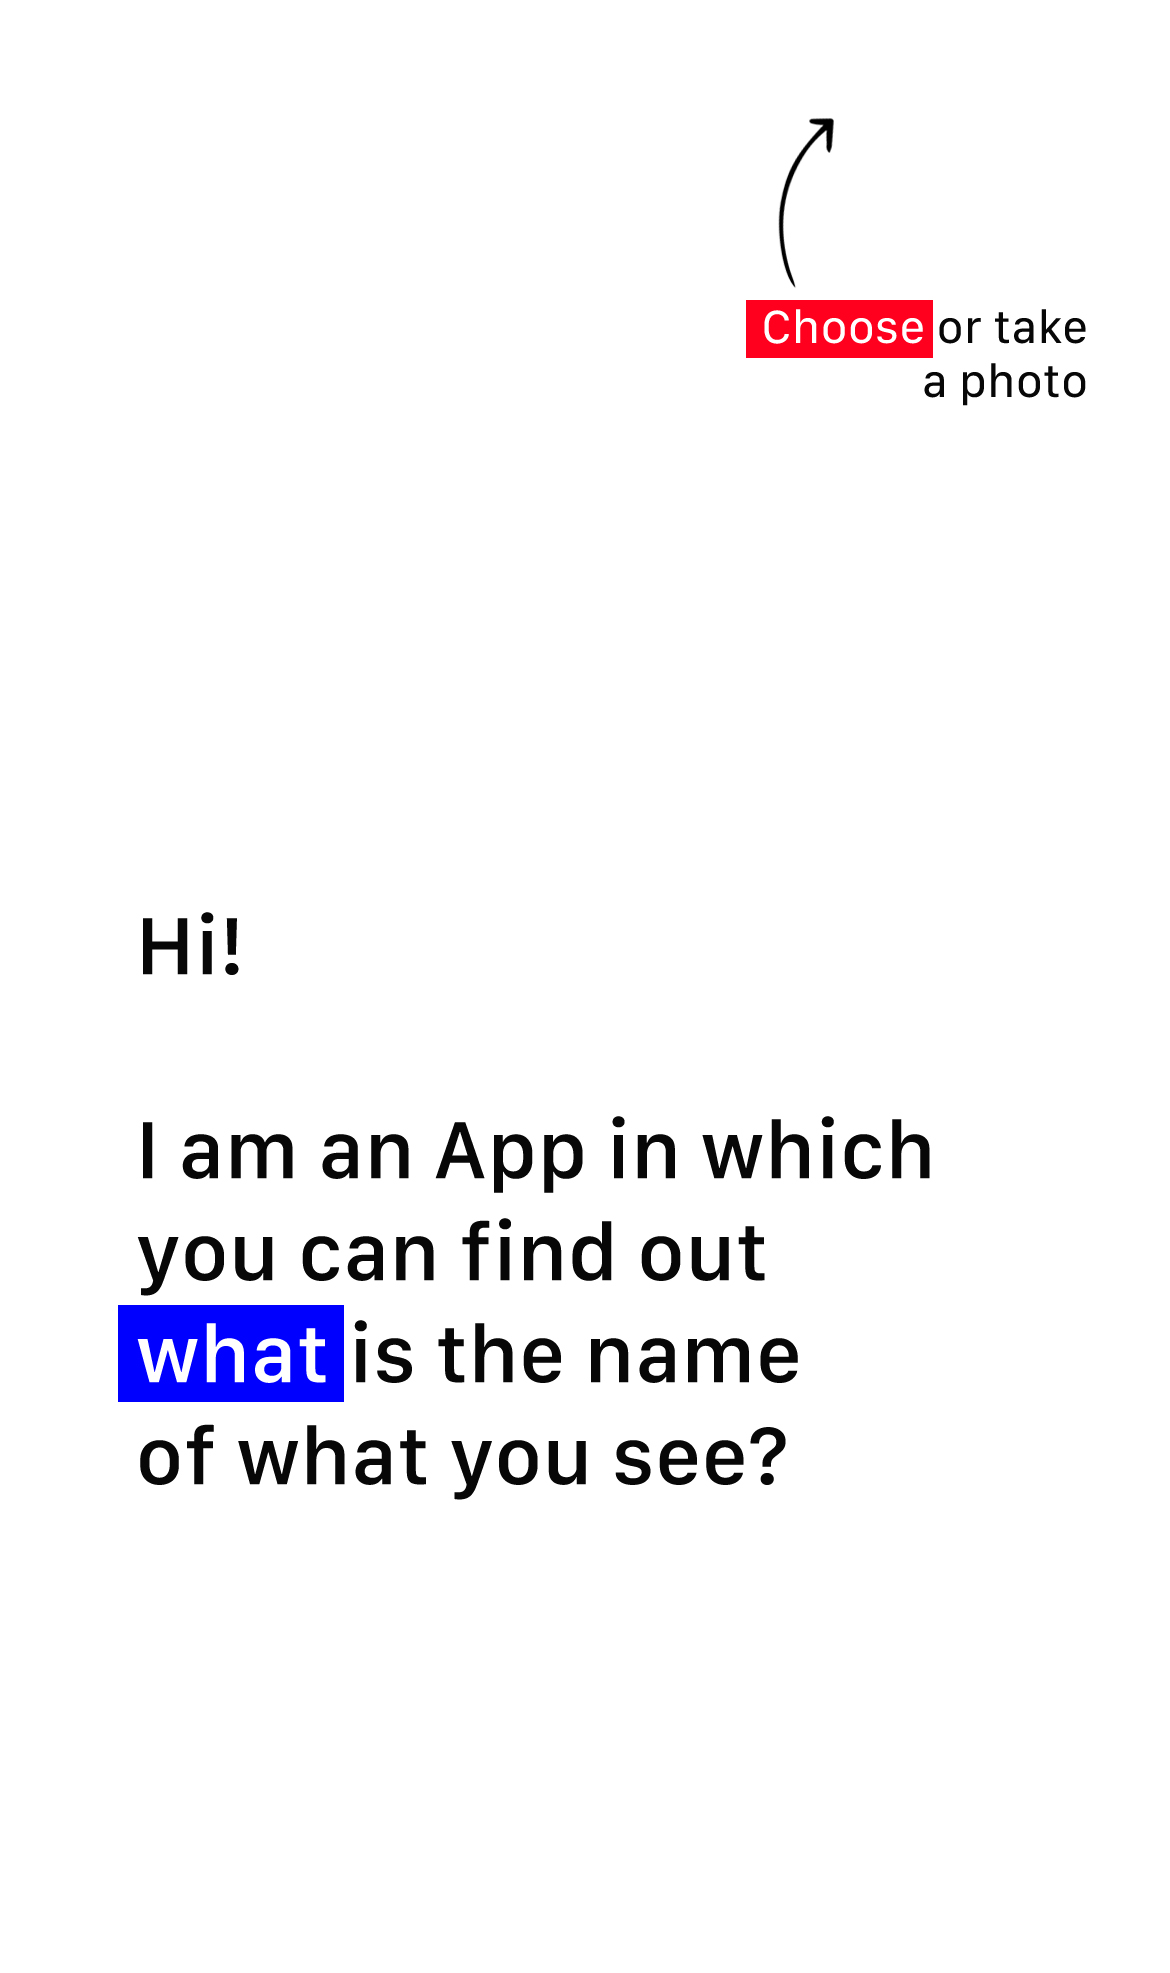 Choose or take
a photo
Hi!
I am an App in which
you can find out
what is the name
of what you see?